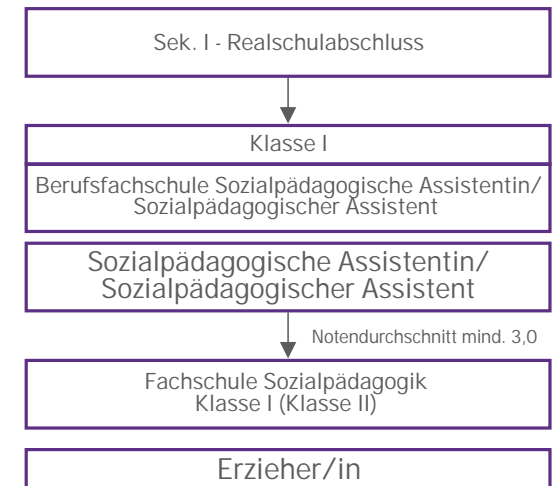 Sek. I - Realschulabschluss
Klasse I
Berufsfachschule Sozialpädagogische Assistentin/
Sozialpädagogischer Assistent
Sozialpädagogische Assistentin/
Sozialpädagogischer Assistent
Notendurchschnitt mind. 3,0
Fachschule Sozialpädagogik
Klasse I (Klasse II)
Erzieher/in